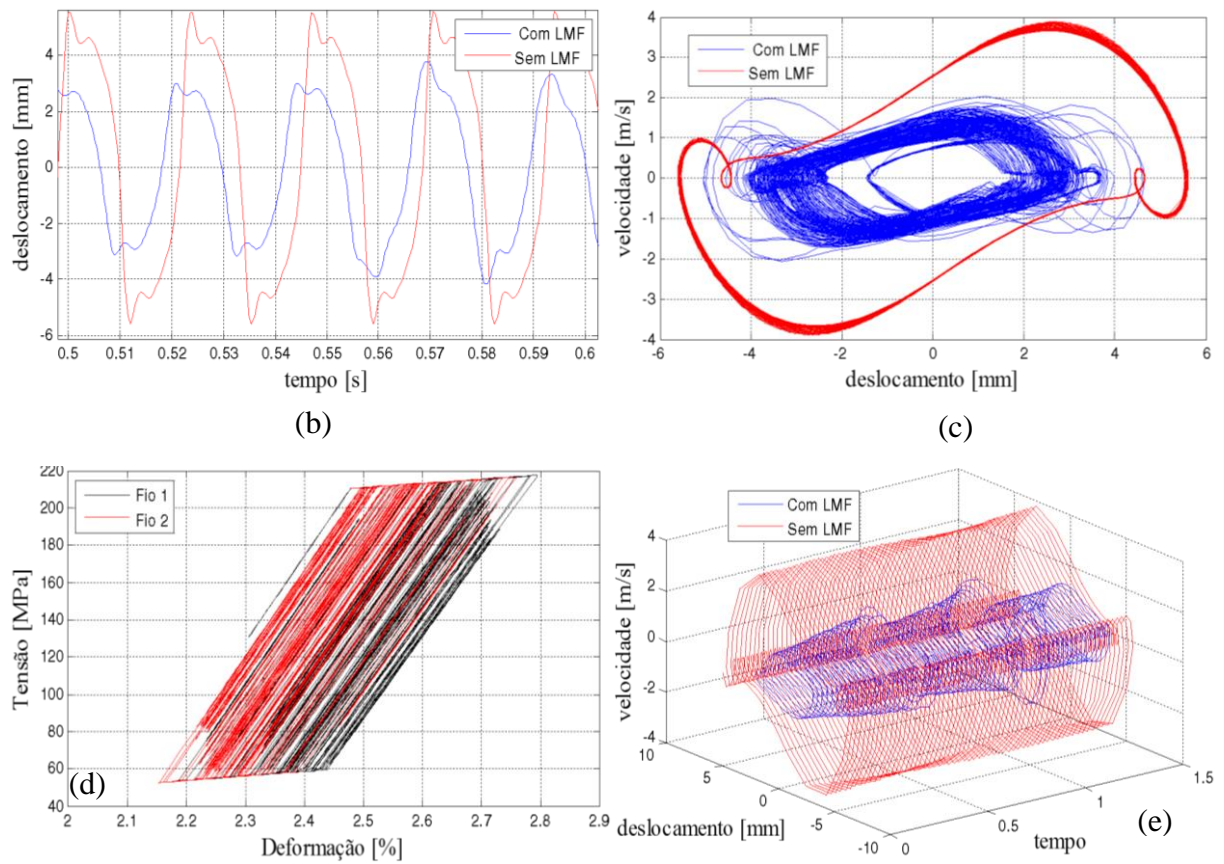 4
2
0
-2
-4
-6
deslocamento [mm]
Com LMF
Sem LMF
0.5 0.51 0.52 0.53 0.54 0.55 0.56 0.57 0.58 0.59 0.6
tempo [s]
(b)
4
3
2
1
0
-1
-2
-3
-4
velocidade [m/s]
Com LMF
Sem LMF
-6 -4 -2 0 2 4 6
deslocamento [mm]
(c)
220
200
180
160
140
120
100
80
60
40
Tensão [MPa]
Fio 1
Fio 2
(d)
2 2.1 2.2 2.3 2.4 2.5 2.6 2.7 2.8 2.9
Deformação [%]
Com LMF
Sem LMF
4
2
0
-2
-4
velocidade [m/s]
10
5
0
-5
-10
deslocamento [mm]
0 0.5 1 1.5
tempo
(e)